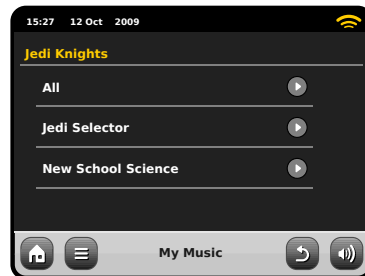 15:27 12 Oct 2009
Jedi Knights
All
Jedi Selector
New School Science
My Music